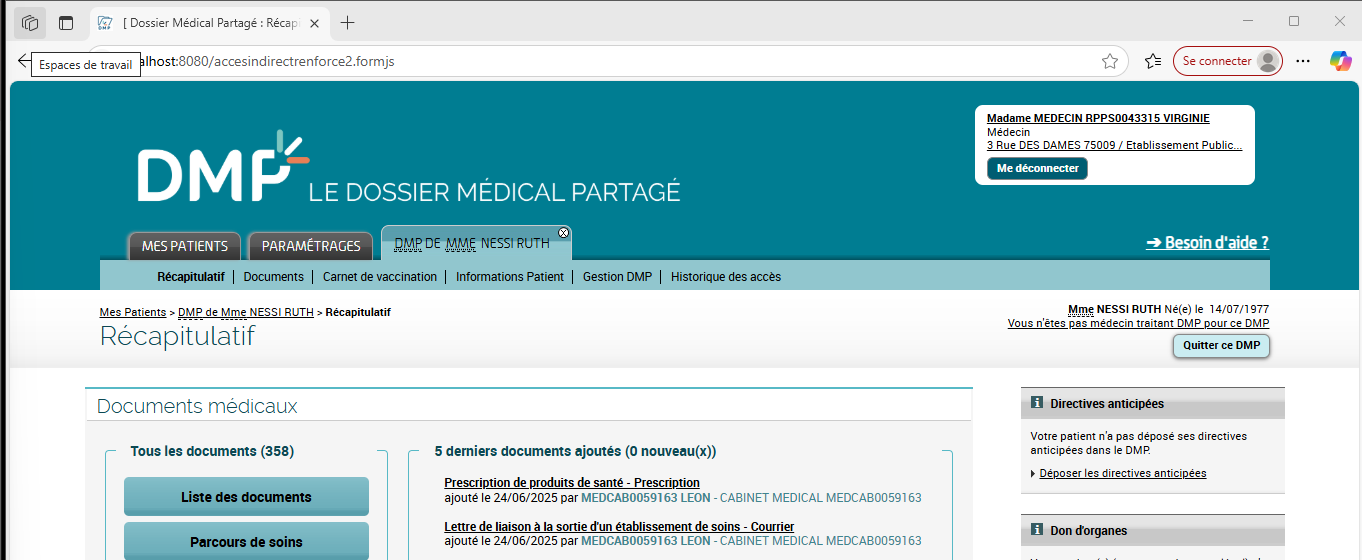 [ Dossier Médical Partagé : Récap
Espaces de travail
lhost:8080/accesindirectrenforce2.formjs
Se connecter
Madame MEDECIN RPPS0043315 VIRGINIE
Médecin
3 Rue DES DAMES 75009 / Etablissement Public...
Me déconnecter
DMP LE DOSSIER MÉDICAL PARTAGÉ
MES PATIENTS PARAMÉTRAGES DMP DE MME NESSI RUTH
➔ Besoin d'aide ?
Récapitulatif | Documents | Carnet de vaccination | Informations Patient | Gestion DMP | Historique des accès
Mes Patients > DMP de Mme NESSI RUTH > Récapitulatif
Mme NESSI RUTH Né(e) le 14/07/1977
Récapitulatif
Vous n'êtes pas médecin traitant DMP pour ce DMP
Quitter ce DMP
Documents médicaux
Tous les documents (358)
Liste des documents
Parcours de soins
5 derniers documents ajoutés (0 nouveau(x))
Prescription de produits de santé - Prescription
ajouté le 24/06/2025 par MEDCAB0059163 LEON - CABINET MEDICAL MEDCAB0059163
Lettre de liaison à la sortie d'un établissement de soins - Courrier
ajouté le 24/06/2025 par MEDCAB0059163 LEON - CABINET MEDICAL MEDCAB0059163
Directives anticipées
Votre patient n'a pas déposé ses directives
anticipées dans le DMP.
Déposer les directives anticipées
Don d'organes